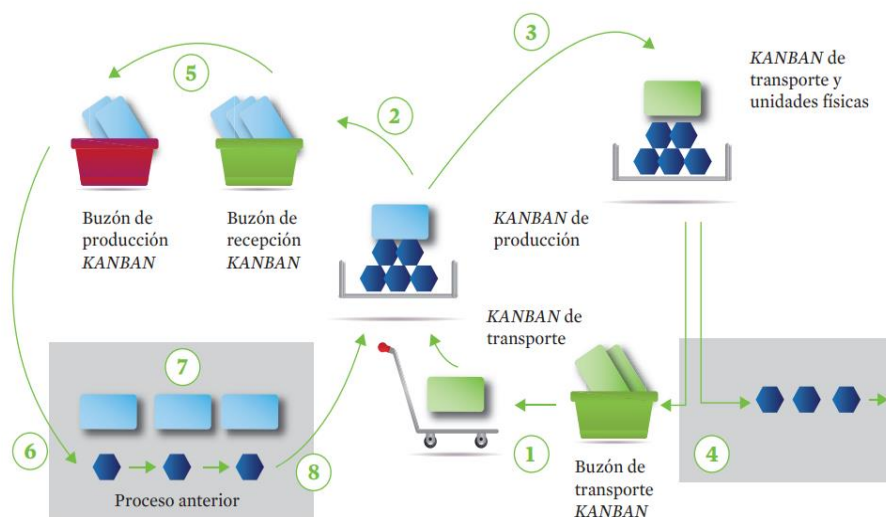 3
5
KANBAN de
transporte y
unidades físicas
2
Buzón de
producción
KANBAN
Buzón de
recepción
KANBAN
KANBAN de
producción
KANBAN de
transporte
7
6
8
1
4
Proceso anterior
Buzón de
transporte
KANBAN